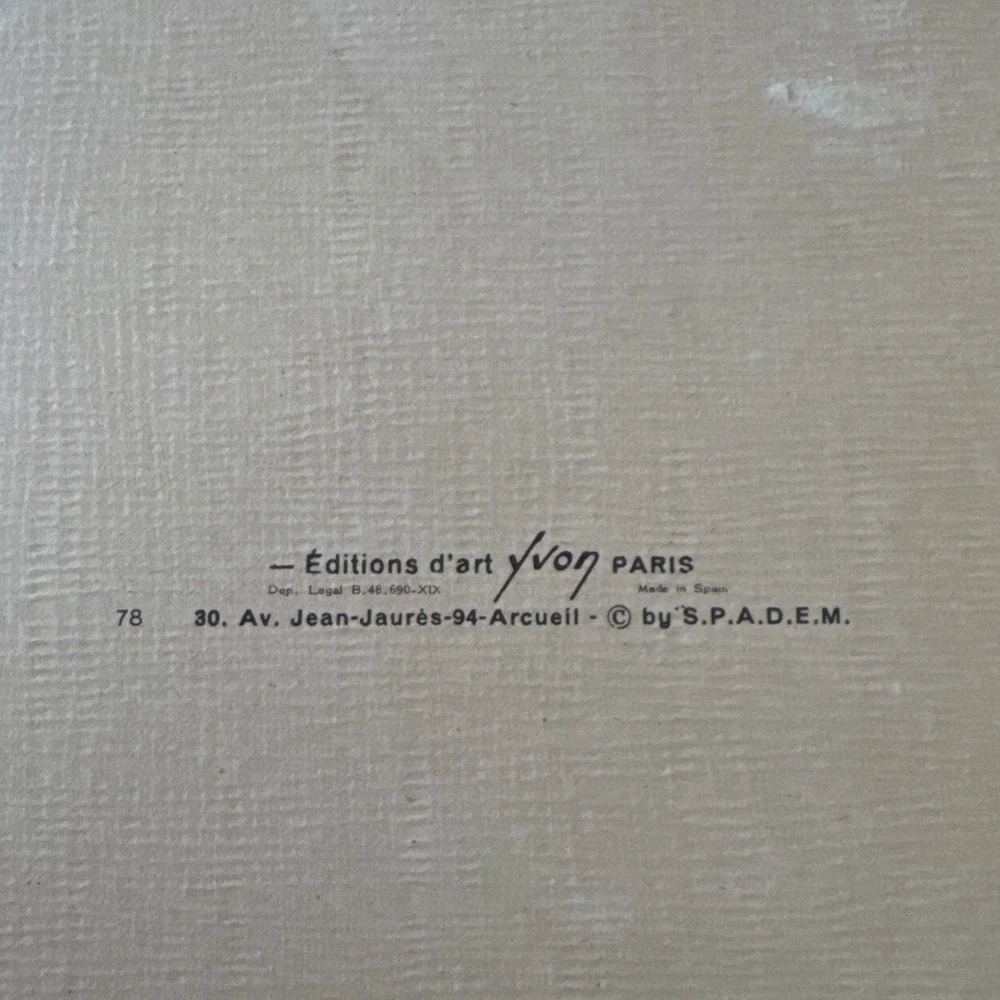 — Éditions d'art yvon PARIS
Dep. Legal B.48.690-XIX Made in Spain
78 30. Av. Jean-Jaurès-94-Arcueil - © by S.P.A.D.E.M.